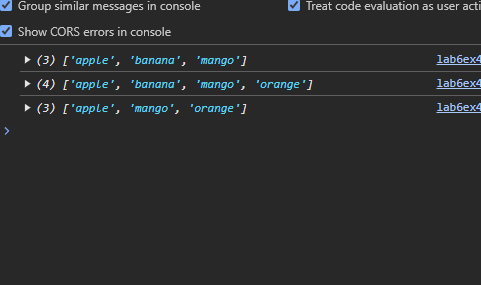 Group similar messages in console
Treat code evaluation as user acti
Show CORS errors in console
(3) ['apple', 'banana', 'mango'] lab6ex4
(4) ['apple', 'banana', 'mango', 'orange'] lab6ex4
(3) ['apple', 'mango', 'orange'] lab6ex4